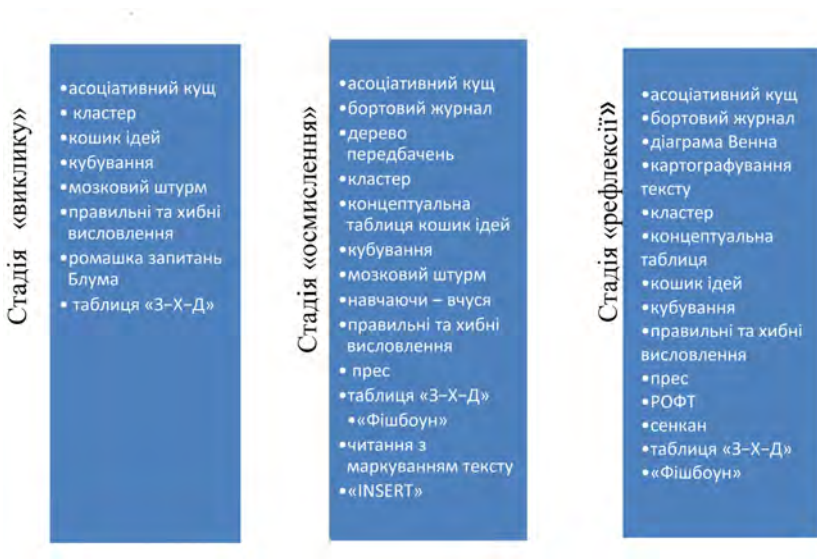 Стадія «виклику»
•асоціативний кущ
• кластер
•кошик ідей
•кубування
•мозковий штурм
•правильні та хибні
висловлення
•ромашка запитань
Блума
• таблиця «З–Х–Д»
Стадія «осмислення»
•асоціативний кущ
•бортовий журнал
•дерево
передбачень
•кластер
•концептуальна
таблиця кошик ідей
•кубування
•мозковий штурм
•навчаючи – вчуся
•правильні та хибні
висловлення
• прес
•таблиця «З–Х–Д»
•«Фішбоун»
•читання з
маркуванням тексту
•«INSERT»
Стадія «рефлексії»
•асоціативний кущ
•бортовий журнал
•діаграма Венна
•картографування
тексту
•кластер
•концептуальна
таблиця
•кошик ідей
•кубування
•правильні та хибні
висловлення
•прес
•РОФТ
•сенкан
•таблиця «З–Х–Д»
•«Фішбоун»